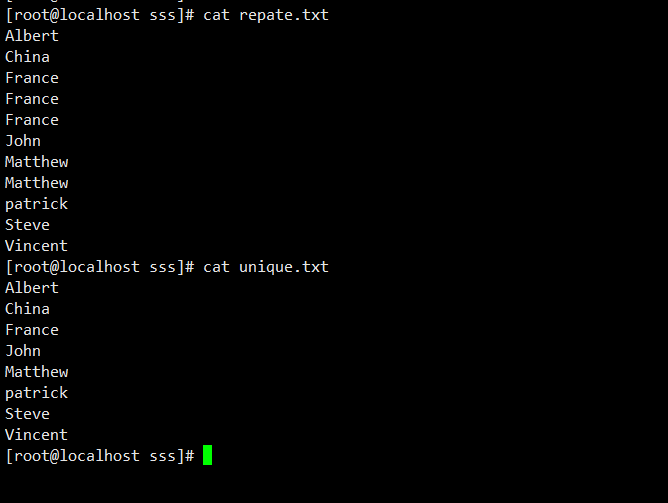 [root@localhost sss]# cat repate.txt
Albert
China
France
France
France
John
Matthew
Matthew
patrick
Steve
Vincent
[root@localhost sss]# cat unique.txt
Albert
China
France
John
Matthew
patrick
Steve
Vincent
[root@localhost sss]#